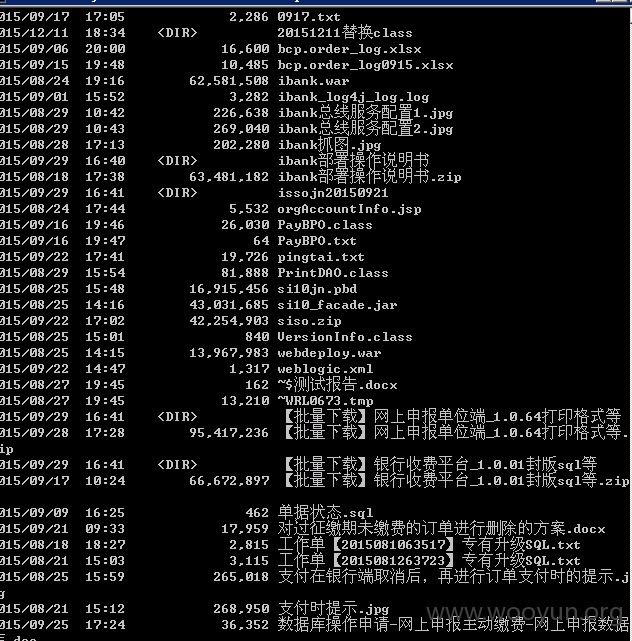 015/09/17  17:05             2,286 0917.txt
015/12/11  18:34    <DIR>          20151211替换class
015/09/06  20:00            16,600 bcp.order_log.xlsx
015/09/15  19:48            10,485 bcp.order_log0915.xlsx
015/08/24  19:16        62,581,508 ibank.war
015/09/01  15:52             3,282 ibank_log4j_log.log
015/08/29  10:42           226,638 ibank总线服务配置1.jpg
015/08/29  10:43           269,040 ibank总线服务配置2.jpg
015/08/28  17:13           202,280 ibank抓图.jpg
015/09/29  16:40    <DIR>          ibank部署操作说明书
015/08/18  17:38        63,481,182 ibank部署操作说明书.zip
015/09/29  16:41    <DIR>          issojn20150921
015/08/24  17:44             5,532 orgAccountInfo.jsp
015/09/16  19:46            26,030 PayBPO.class
015/09/16  19:47                64 PayBPO.txt
015/09/22  17:41            19,726 pingtai.txt
015/08/29  15:54            81,888 PrintDAO.class
015/08/25  15:48        16,915,456 si10jn.pbd
015/08/25  14:16        43,031,685 si10_facade.jar
015/09/22  17:02        42,254,903 siso.zip
015/08/25  15:01               840 VersionInfo.class
015/08/25  14:15        13,967,983 webdeploy.war
015/09/22  14:47             1,317 weblogic.xml
015/08/27  19:45               162 ~$测试报告.docx
015/08/27  19:45            13,210 ~WRL0673.tmp
015/09/29  16:41    <DIR>          【批量下载】网上申报单位端_1.0.64打印格式等
015/09/28  17:28        95,417,236 【批量下载】网上申报单位端_1.0.64打印格式等.
ip
015/09/29  16:41    <DIR>          【批量下载】银行收费平台_1.0.01封版sql等
015/09/17  10:24        66,672,897 【批量下载】银行收费平台_1.0.01封版sql等.zip
015/09/09  16:25               462 单据状态.sql
015/09/21  09:33            17,959 对过征缴期未缴费的订单进行删除的方案.docx
015/08/18  18:27             2,815 工作单【2015081063517】专有升级SQL.txt
015/08/21  15:03             3,115 工作单【2015081263723】专有升级SQL.txt
015/08/25  15:59           265,018 支付在银行端取消后，再进行订单支付时的提示.j
g
015/08/21  15:12           268,950 支付时提示.jpg
015/08/25  17:24            36,352 数据库操作申请-网上申报主动缴费-网上申报数据
.doc
www.wooyun.org